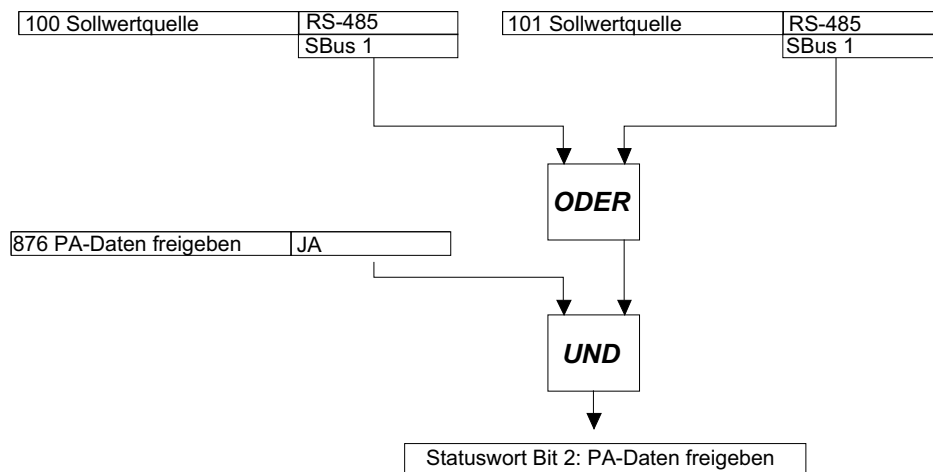 100 Sollwertquelle RS-485 101 Sollwertquelle RS-485
SBus 1 SBus 1
ODER
876 PA-Daten freigeben JA
UND
Statuswort Bit 2: PA-Daten freigeben